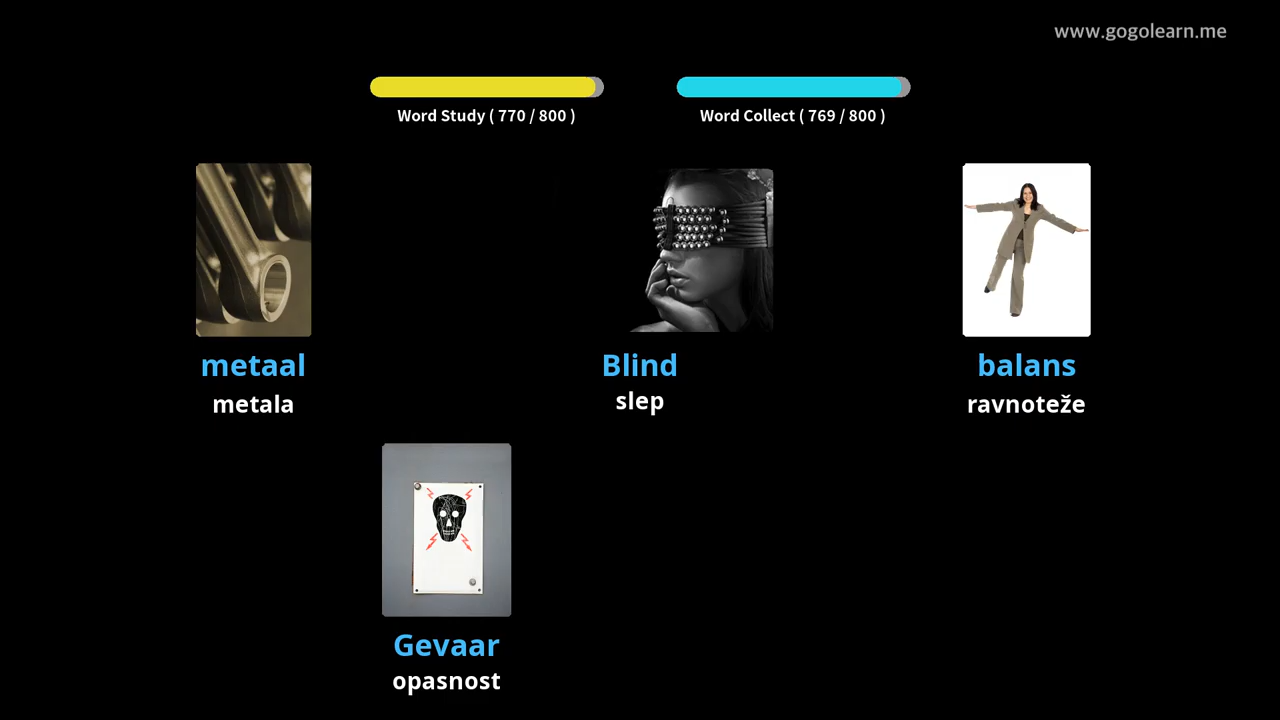 www.gogolearn.me
Word Study ( 770 / 800 )
Word Collect ( 769 / 800 )
metaal
metala
Blind
slep
balans
ravnoteže
Gevaar
opasnost